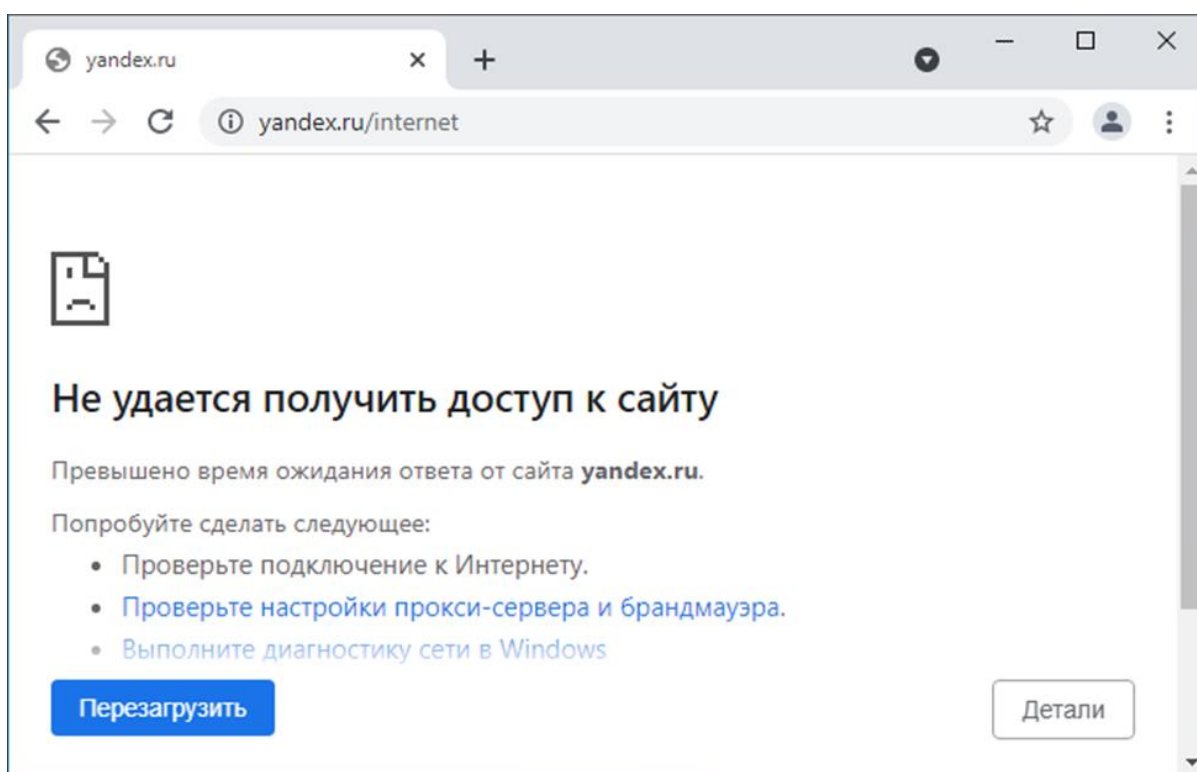 yandex.ru
yandex.ru/internet
Не удается получить доступ к сайту
Превышено время ожидания ответа от сайта yandex.ru.
Попробуйте сделать следующее:
Проверьте подключение к Интернету.
Проверьте настройки прокси-сервера и брандмауэра.
Выполните диагностику сети в Windows
Перезагрузить
Детали